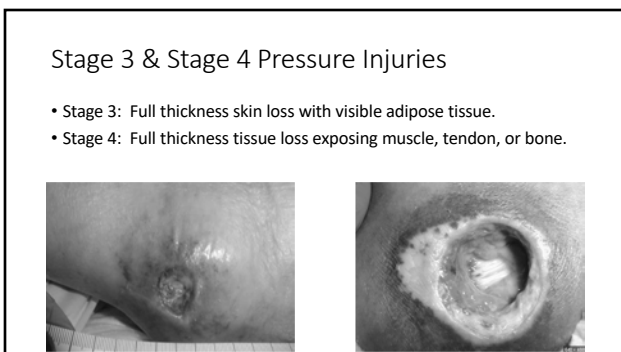 Stage 3 & Stage 4 Pressure Injuries
• Stage 3:  Full thickness skin loss with visible adipose tissue.
• Stage 4:  Full thickness tissue loss exposing muscle, tendon, or bone.